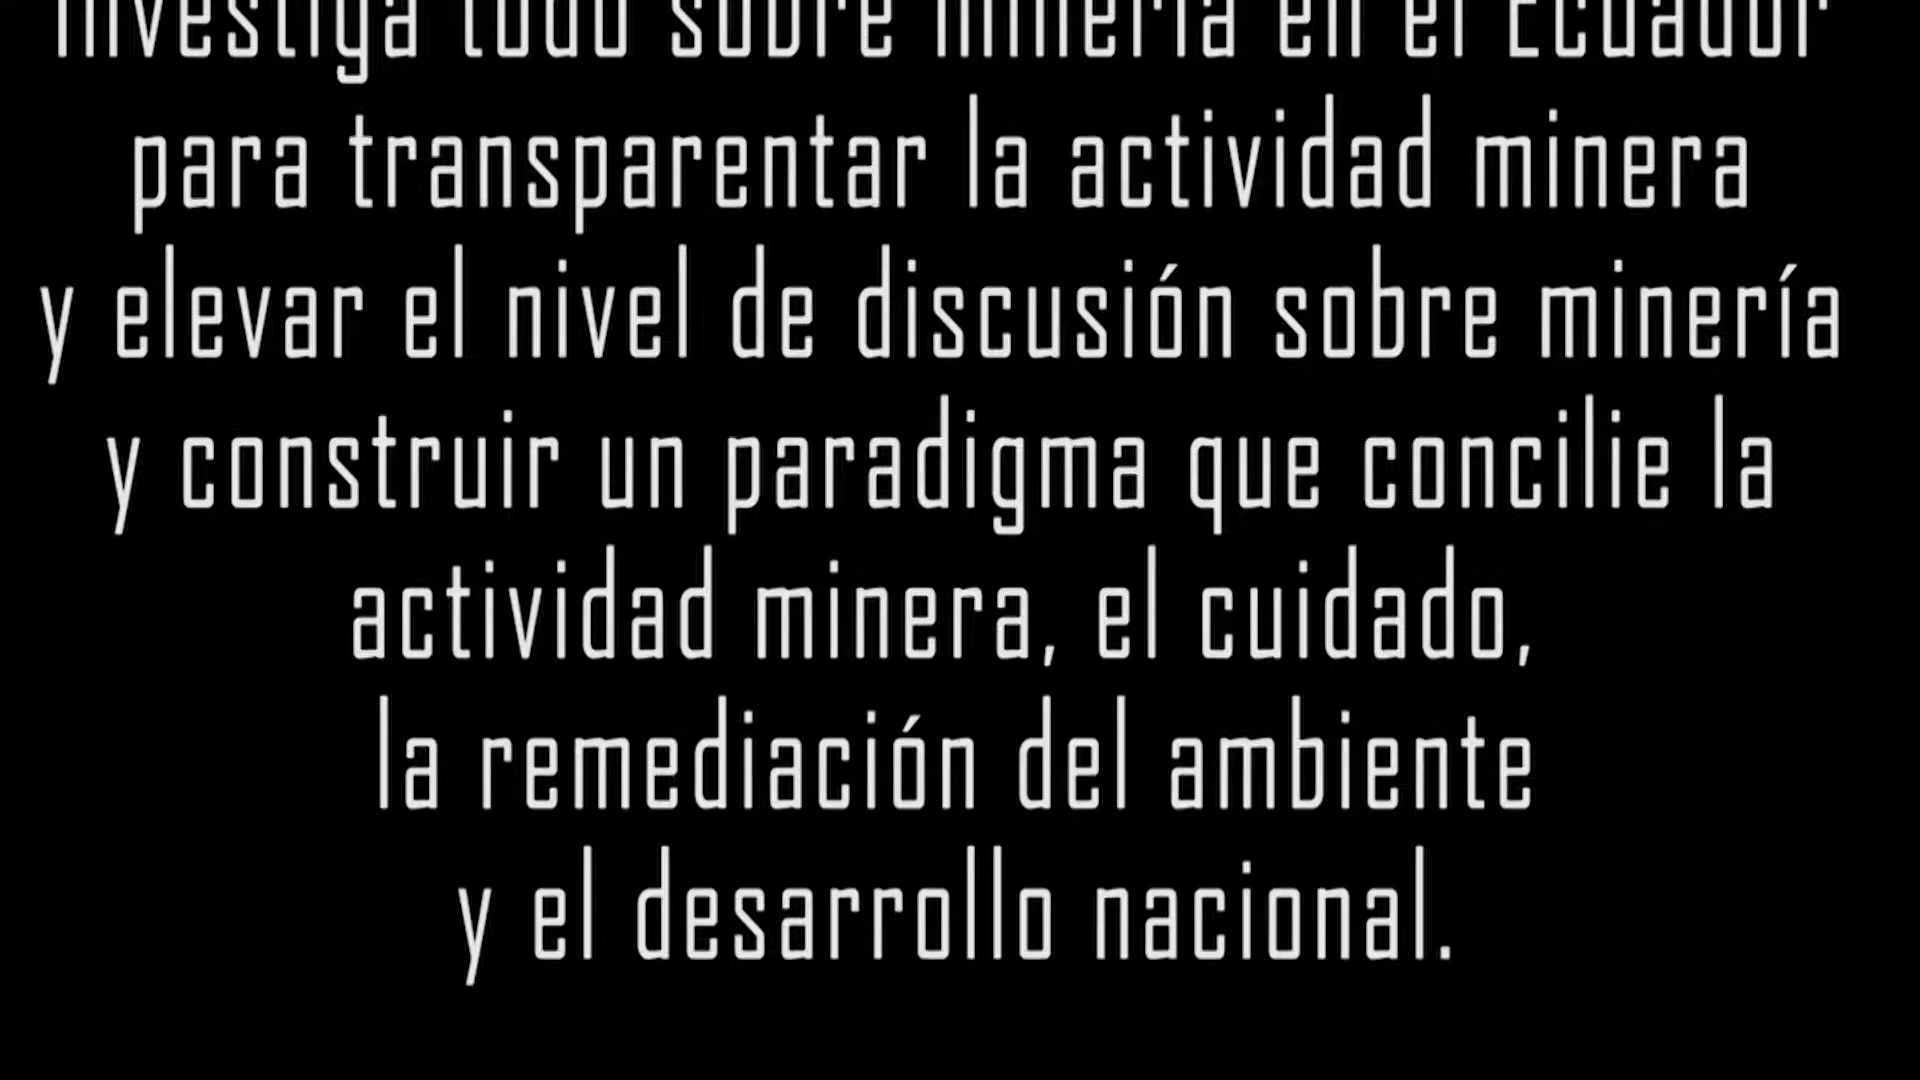 investiga todo sobre minería en el Ecuador
para transparentar la actividad minera
y elevar el nivel de discusión sobre minería
y construir un paradigma que concilie la
actividad minera, el cuidado,
la remediación del ambiente
y el desarrollo nacional.